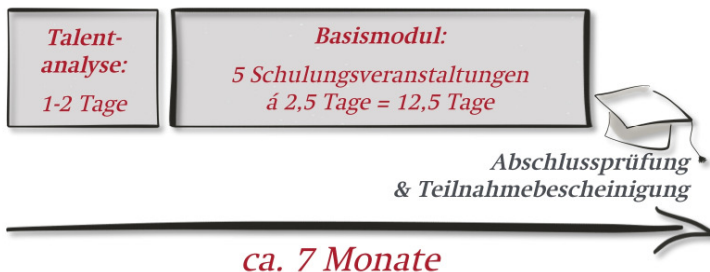 Talent-
analyse:
1-2 Tage
Basismodul:
5 Schulungsveranstaltungen
á 2,5 Tage = 12,5 Tage
Abschlussprüfung
& Teilnahmebescheinigung
ca. 7 Monate